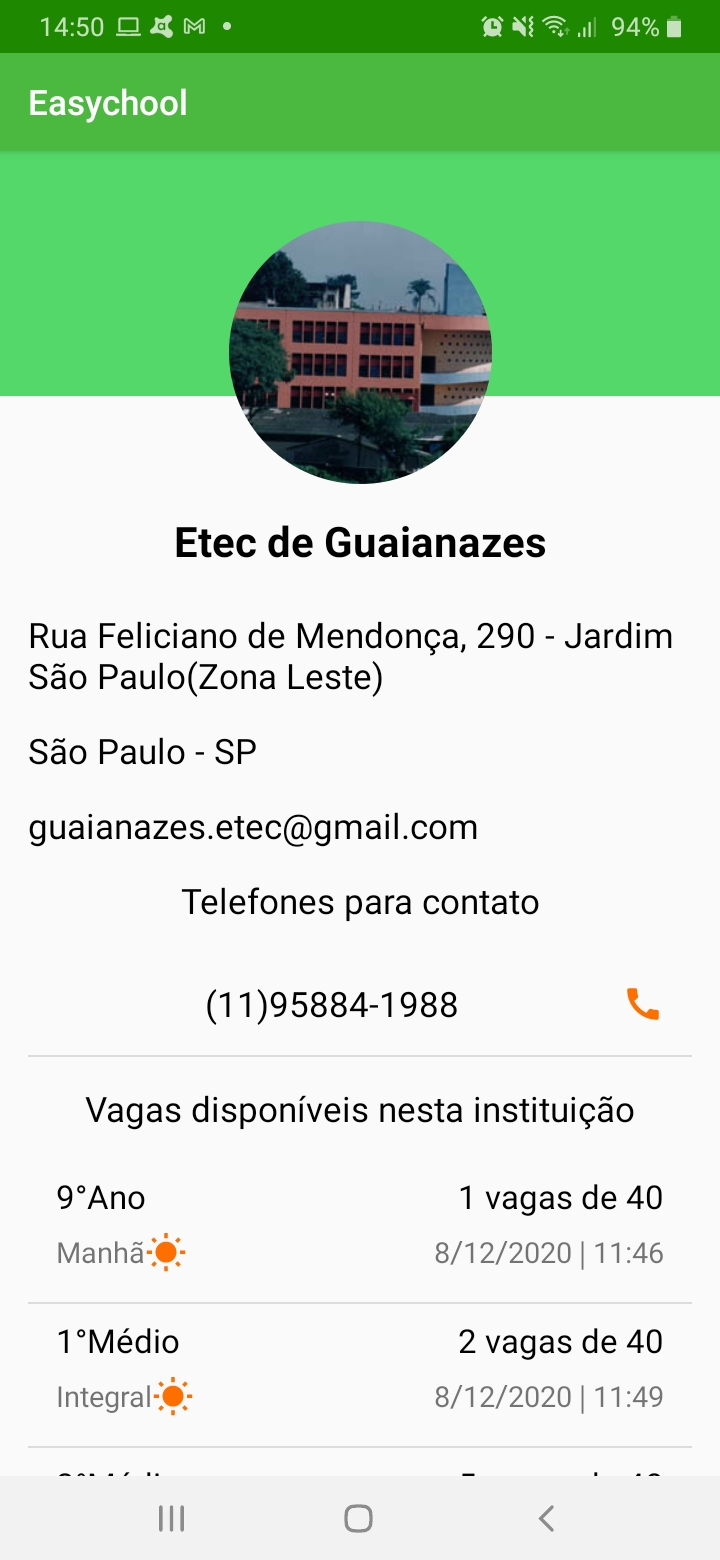 14:50
94%
Easychool
Etec de Guaianazes
Rua Feliciano de Mendonça, 290 - Jardim
São Paulo(Zona Leste)
São Paulo - SP
guaianazes.etec@gmail.com
Telefones para contato
(11)95884-1988
Vagas disponíveis nesta instituição
9°Ano 1 vagas de 40
Manhã 8/12/2020 | 11:46
1°Médio 2 vagas de 40
Integral 8/12/2020 | 11:49